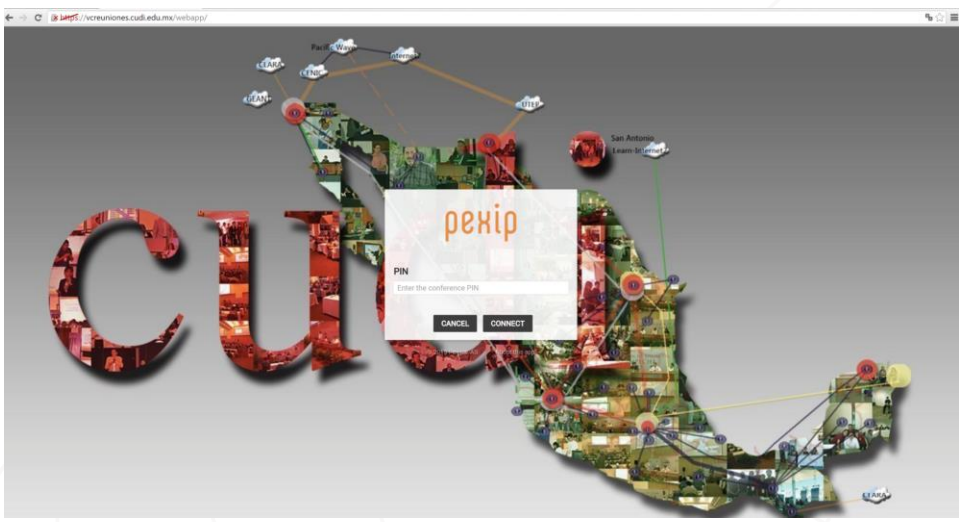 https://vcreuniones.cudi.edu.mx/webapp/
Pacific Wave
Internet
CLARA
CENIC
GEANT
UTEP
San Antonio
Learn-Internet
cudi
pexip
PIN
Enter the conference PIN
CANCEL
CONNECT
CLARA